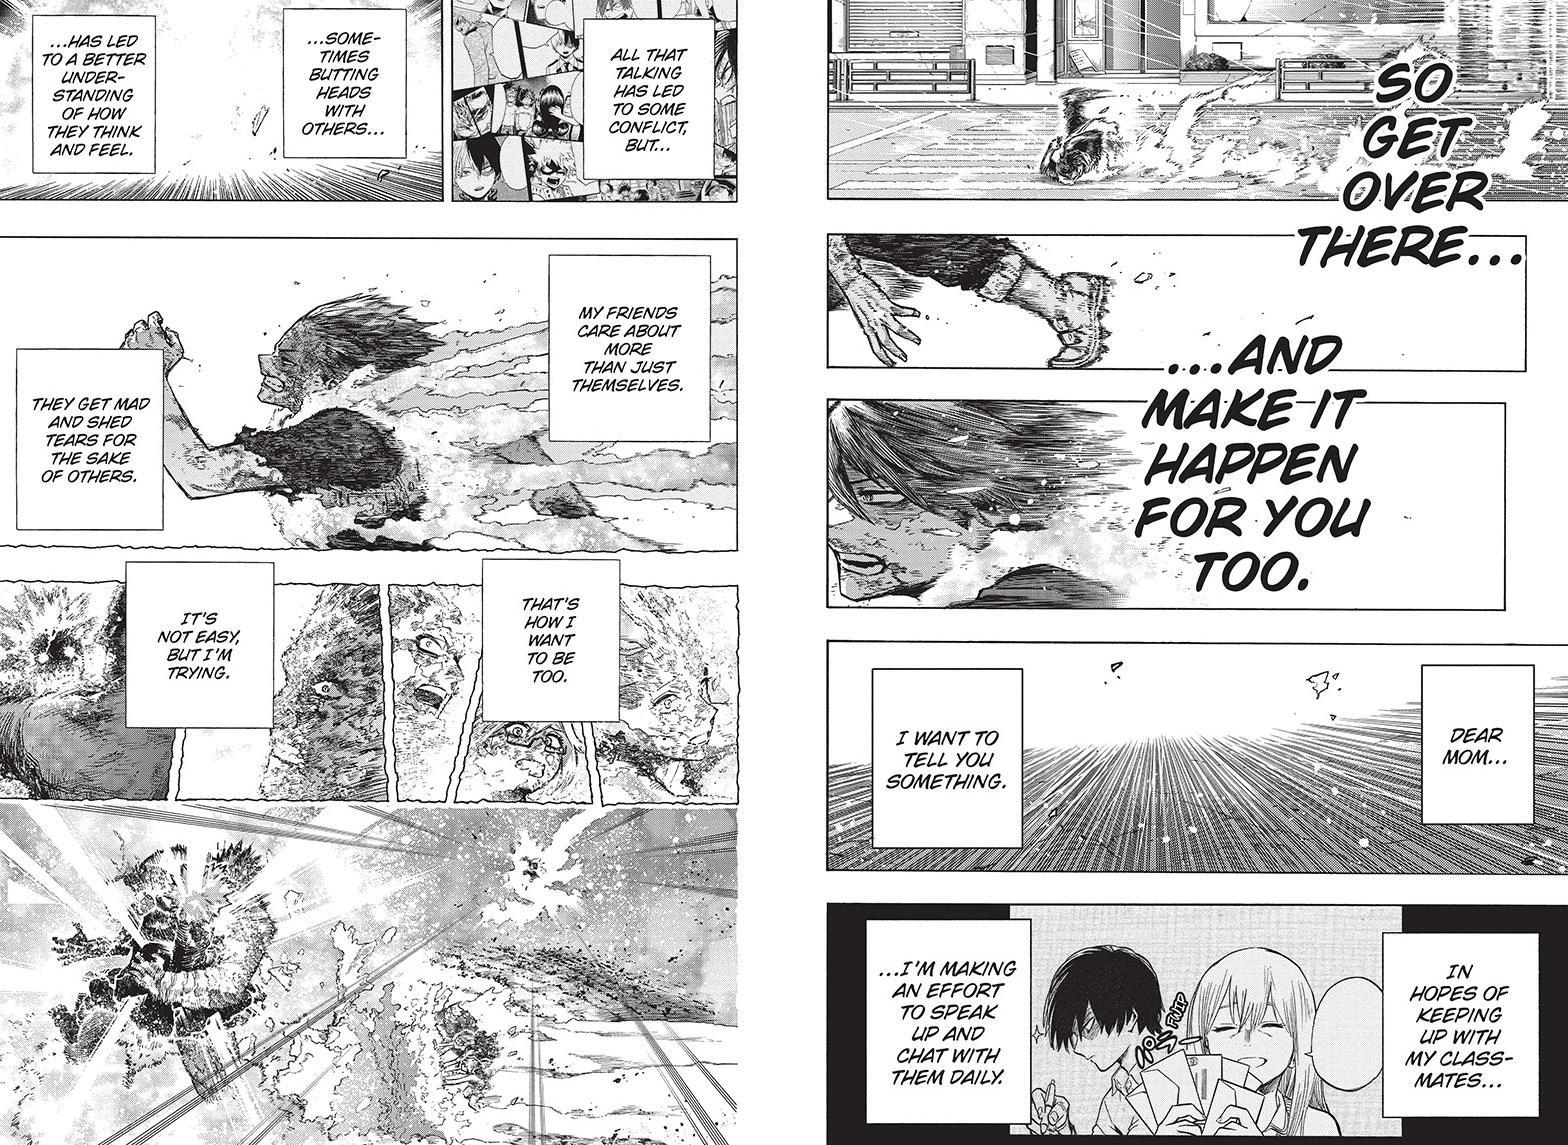 SO
GET
OVER
THERE...
...AND
MAKE IT
HAPPEN
FOR YOU
TOO.
DEAR
MOM...
I WANT TO
TELL YOU
SOMETHING.
IN
HOPES OF
KEEPING
UP WITH
MY CLASS-
MATES...
FLIP
...I'M MAKING
AN EFFORT
TO SPEAK
UP AND
CHAT WITH
THEM DAILY.
ALL THAT
TALKING
HAS LED
TO SOME
CONFLICT,
BUT...
...SOME-
TIMES
BUTTING
HEADS
WITH
OTHERS...
...HAS LED
TO A BETTER
UNDER-
STANDING
OF HOW
THEY THINK
AND FEEL.
MY FRIENDS
CARE ABOUT
MORE
THAN JUST
THEMSELVES.
THEY GET MAD
AND SHED
TEARS FOR
THE SAKE
OF OTHERS.
THAT'S
HOW I
WANT
TO BE
TOO.
IT'S
NOT EASY,
BUT I'M
TRYING.